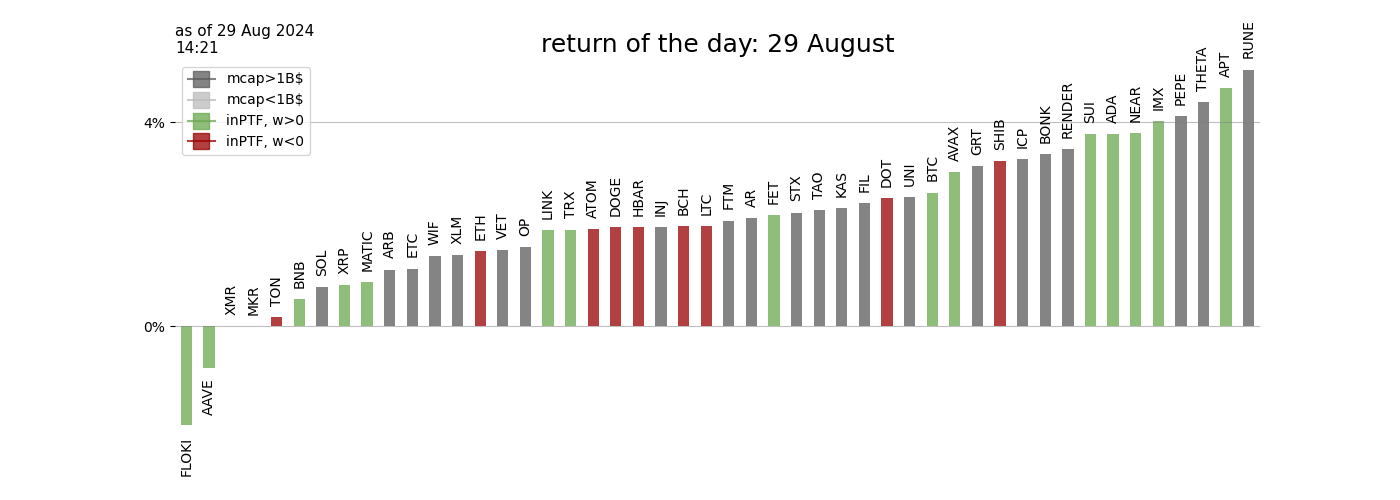 as of 29 Aug 2024
14:21
return of the day: 29 August
mcap>1B$
mcap<1B$
inPTF, w>0
inPTF, w<0
4%
0%
FLOKI
AAVE
XMR
MKR
TON
BNB
SOL
XRP
MATIC
ARB
ETC
WIF
XLM
ETH
VET
OP
LINK
TRX
ATOM
DOGE
HBAR
INJ
BCH
LTC
FTM
AR
FET
STX
TAO
KAS
FIL
DOT
UNI
BTC
AVAX
GRT
SHIB
ICP
BONK
RENDER
SUI
ADA
NEAR
IMX
PEPE
THETA
APT
RUNE